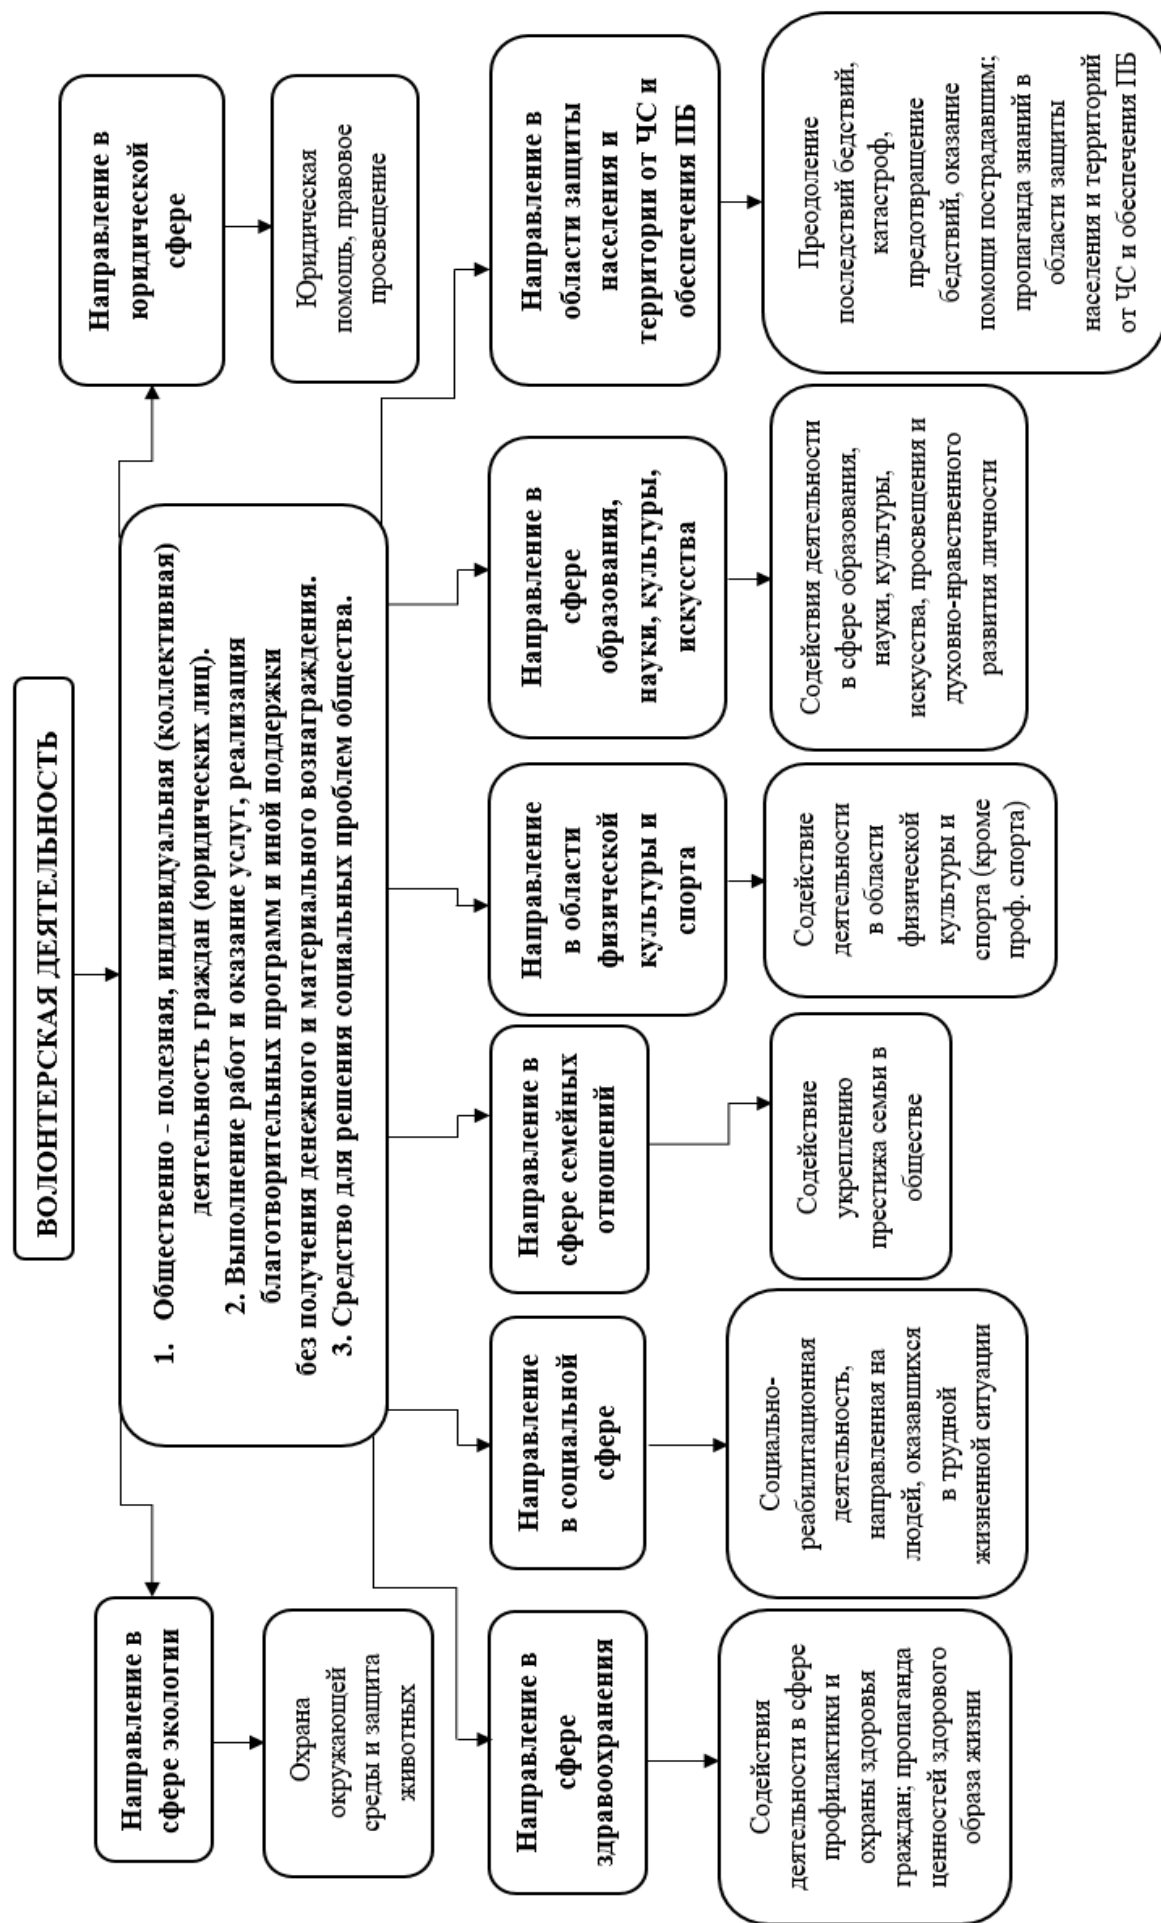 ВОЛОНТЕРСКАЯ ДЕЯТЕЛЬНОСТЬ
1. Общественно - полезная, индивидуальная (коллективная)
деятельность граждан (юридических лиц).
2. Выполнение работ и оказание услуг, реализация
благотворительных программ и иной поддержки
без получения денежного и материального вознаграждения.
3. Средство для решения социальных проблем общества.
Направление в
сфере экологии
Охрана
окружающей
среды и защита
животных
Направление в
юридической
сфере
Юридическая
помощь, правовое
просвещение
Направление в
сфере
здравоохранения
Содействия
деятельности в сфере
профилактики и
охраны здоровья
граждан; пропаганда
ценностей здорового
образа жизни
Направление
в социальной
сфере
Социально-
реабилитационная
деятельность,
направленная на
людей, оказавшихся
в трудной
жизненной ситуации
Направление в
сфере семейных
отношений
Содействие
укреплению
престижа семьи в
обществе
Направление
в области
физической
культуры и
спорта
Содействие
деятельности
в области
физической
культуры и
спорта (кроме
проф. спорта)
Направление в
сфере
образования,
науки, культуры,
искусства
Содействия деятельности
в сфере образования,
науки, культуры,
искусства, просвещения и
духовно-нравственного
развития личности
Направление в
области защиты
населения и
территории от ЧС и
обеспечения ПБ
Преодоление
последствий бедствий,
катастроф,
предотвращение
бедствий, оказание
помощи пострадавшим;
пропаганда знаний в
области защиты
населения и территорий
от ЧС и обеспечения ПБ